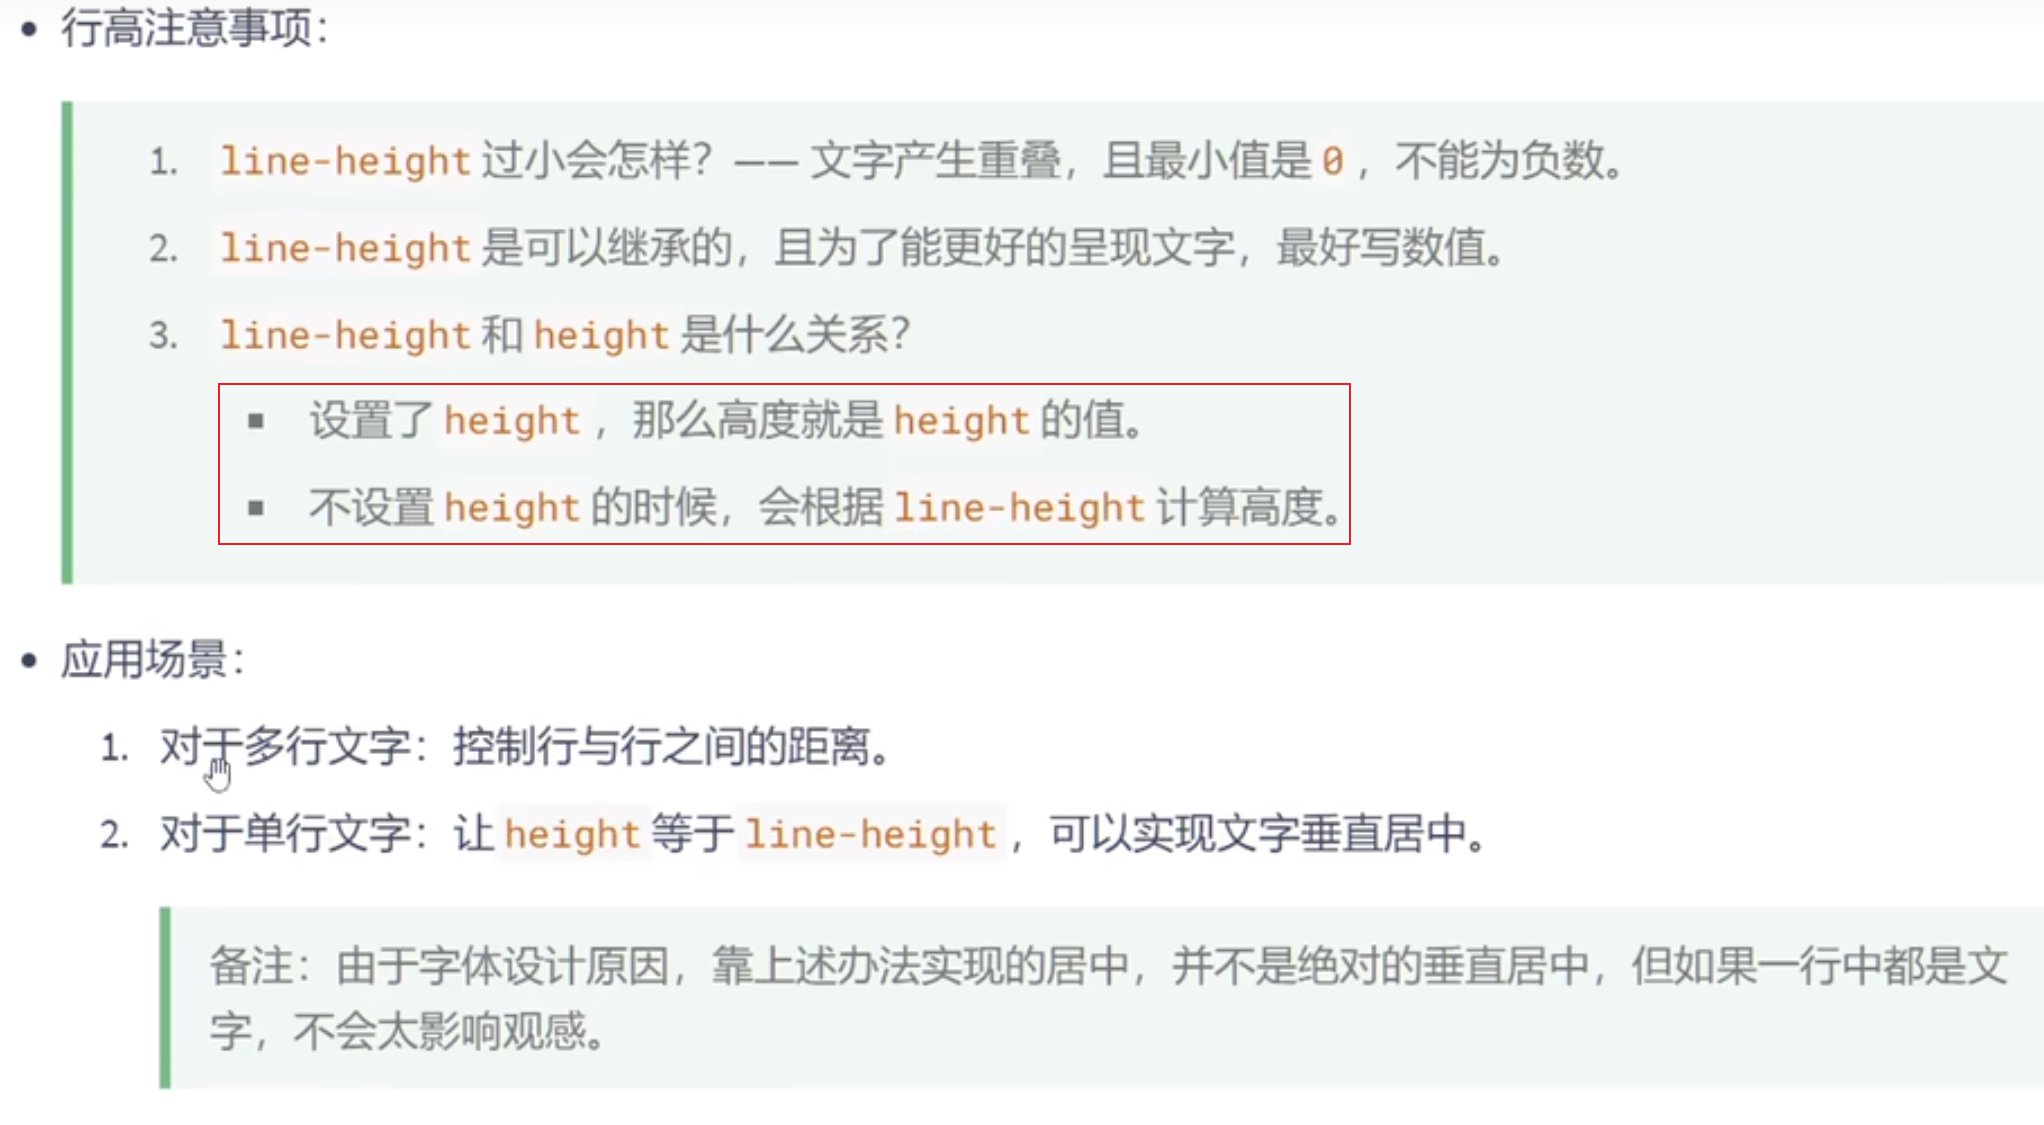 • 行高注意事项：
1. line-height 过小会怎样？—— 文字产生重叠，且最小值是 0 ，不能为负数。
2. line-height 是可以继承的，且为了能更好的呈现文字，最好写数值。
3. line-height 和 height 是什么关系？
▪ 设置了 height ，那么高度就是 height 的值。
▪ 不设置 height 的时候，会根据 line-height 计算高度。
• 应用场景：
1. 对于多行文字：控制行与行之间的距离。
2. 对于单行文字：让 height 等于 line-height ，可以实现文字垂直居中。
备注：由于字体设计原因，靠上述办法实现的居中，并不是绝对的垂直居中，但如果一行中都是文
字，不会太影响观感。